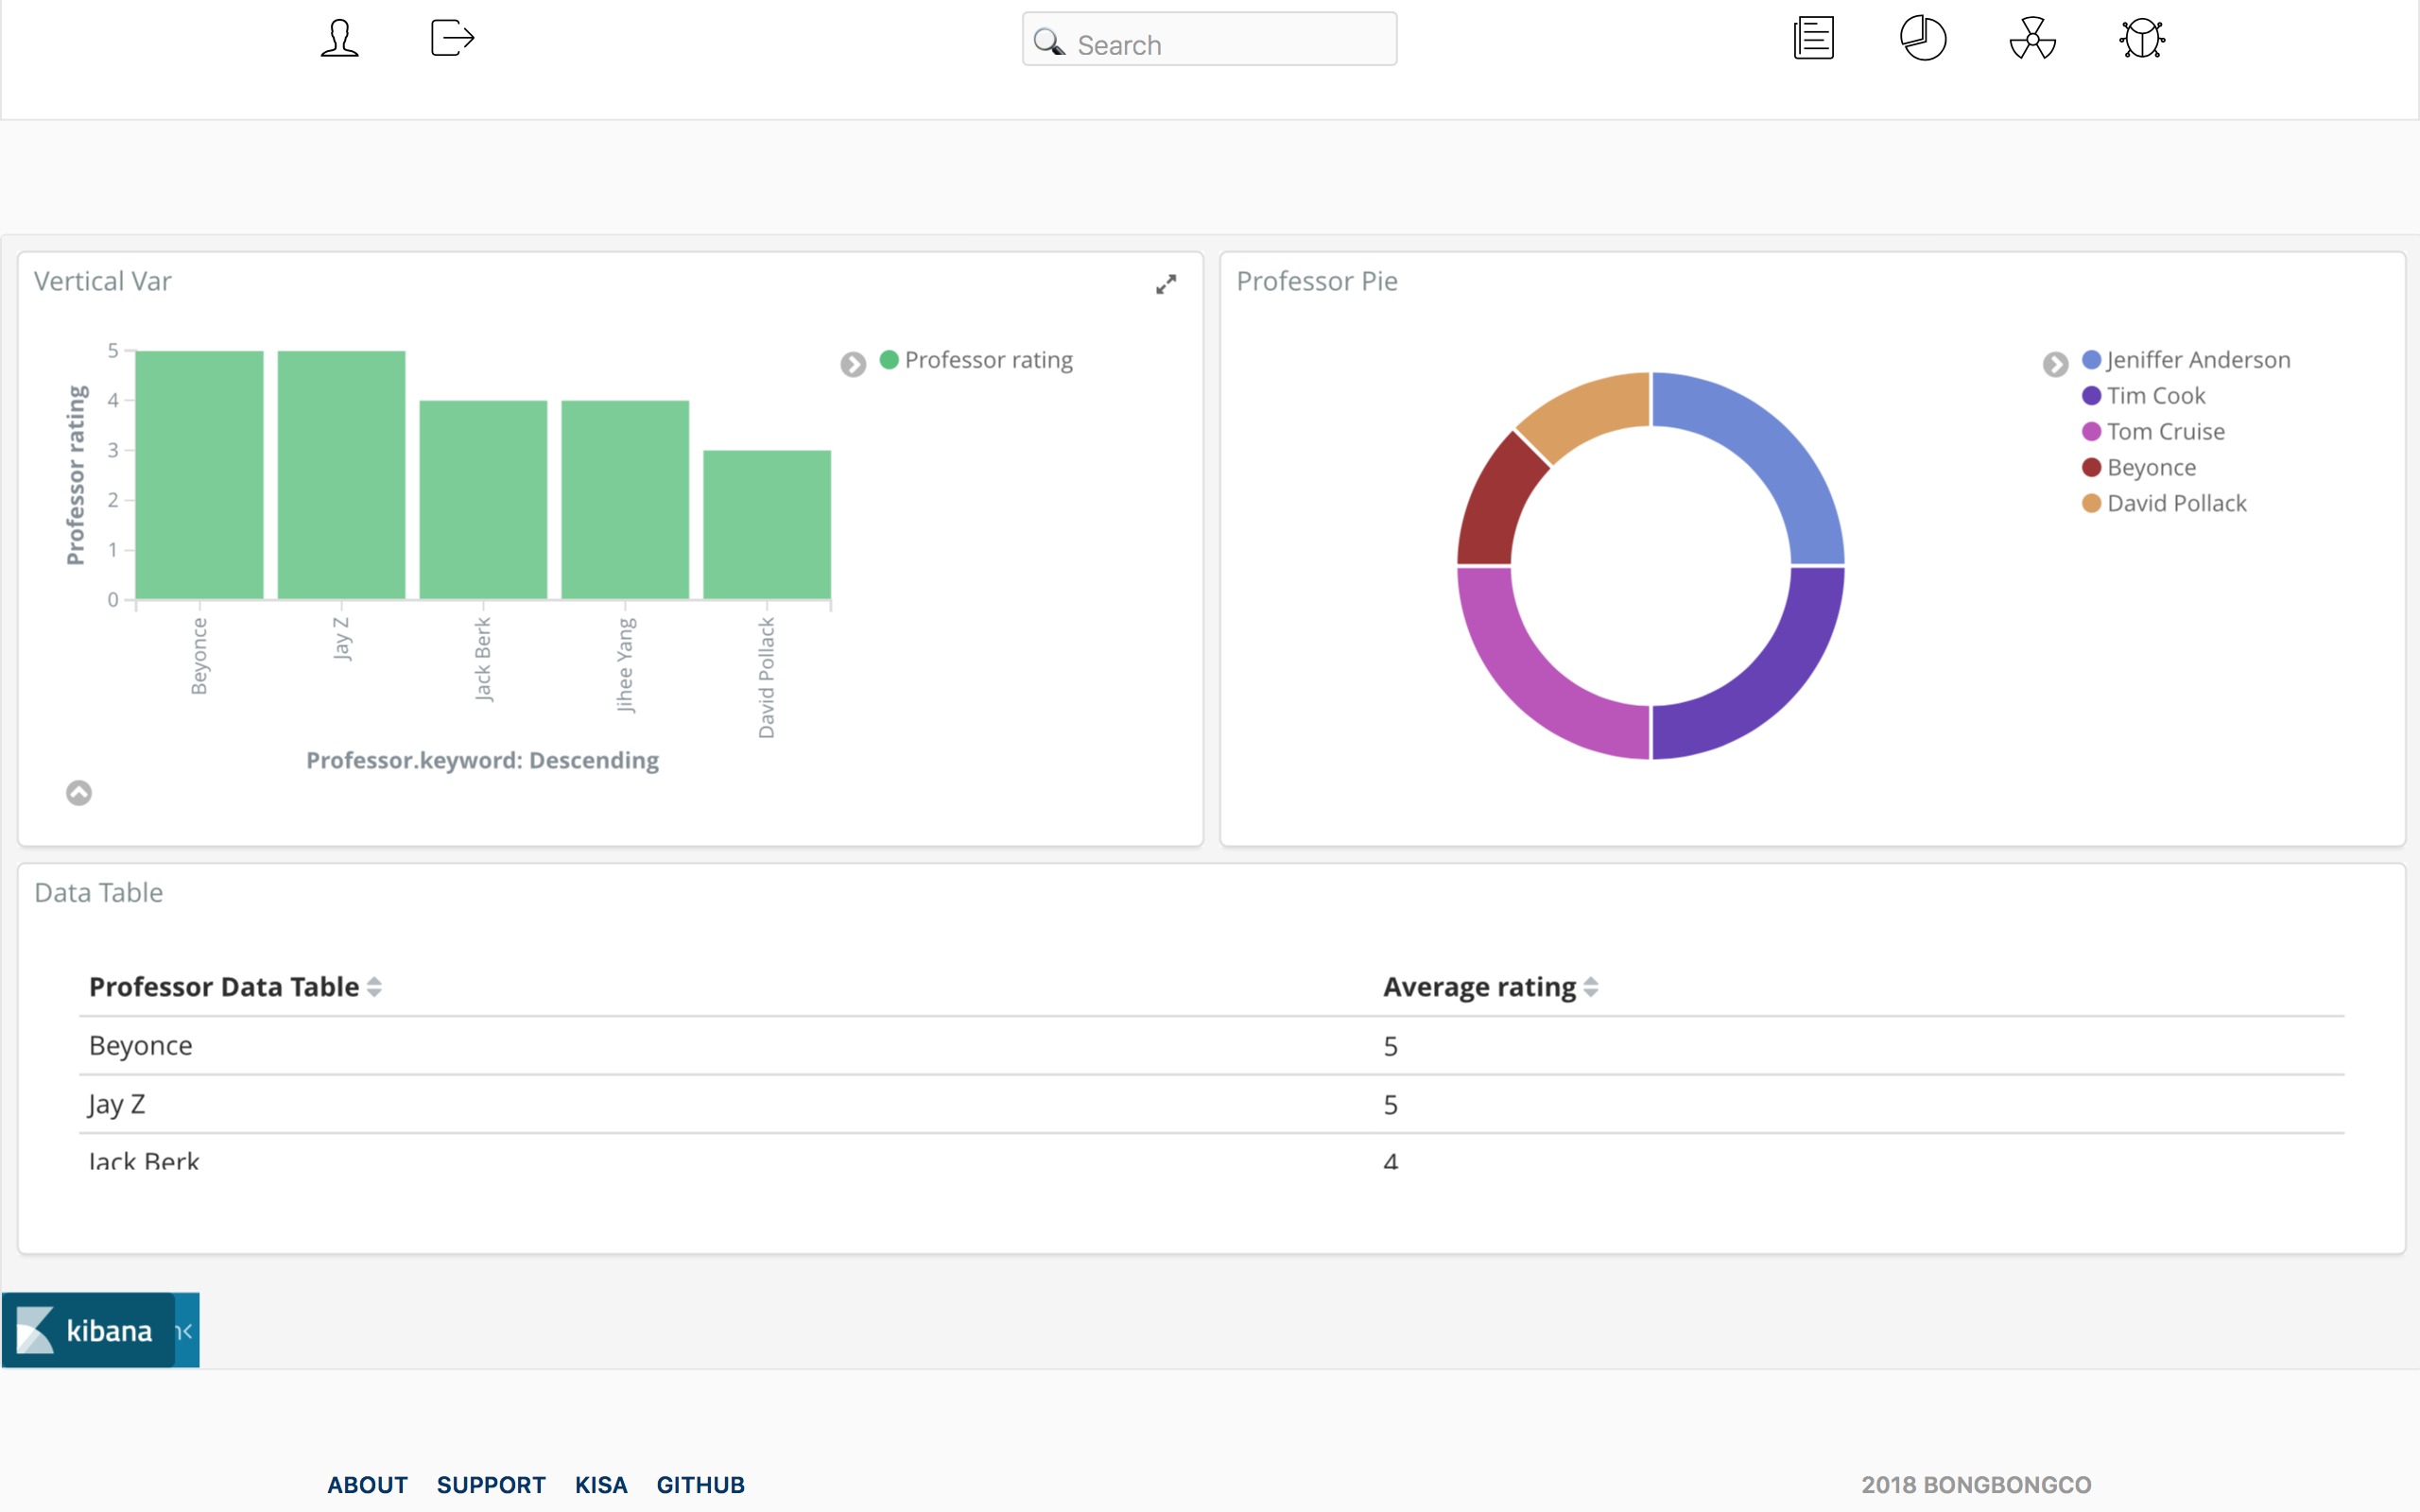 Search
Vertical Var
Professor rating
5
4
3
2
1
0
Beyonce
Jay Z
Jack Berk
Jihee Yang
David Pollack
Professor.keyword: Descending
Professor rating
Professor Pie
Jeniffer Anderson
Tim Cook
Tom Cruise
Beyonce
David Pollack
Data Table
Professor Data Table Average rating
Beyonce 5
Jay Z 5
Jack Berk 4
kibana
ABOUT SUPPORT KISA GITHUB
2018 BONGBONGCO